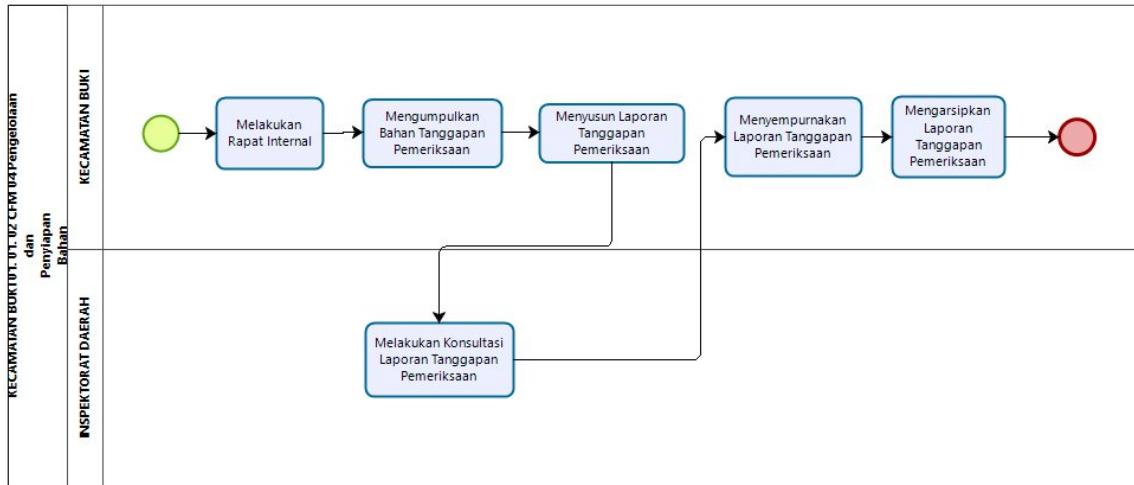 KECAMATAN BUKI 01. 01. 02 CFM 04 Pengelolaan
dan
Penyiapan
Bahan
KECAMATAN BUKI
Melakukan
Rapat Internal
Mengumpulkan
Bahan Tanggapan
Pemeriksaan
Menyusun Laporan
Tanggapan
Pemeriksaan
Menyempurnakan
Laporan Tanggapan
Pemeriksaan
Mengarsipkan
Laporan
Tanggapan
Pemeriksaan
INSPEKTORAT DAERAH
Melakukan Konsultasi
Laporan Tanggapan
Pemeriksaan